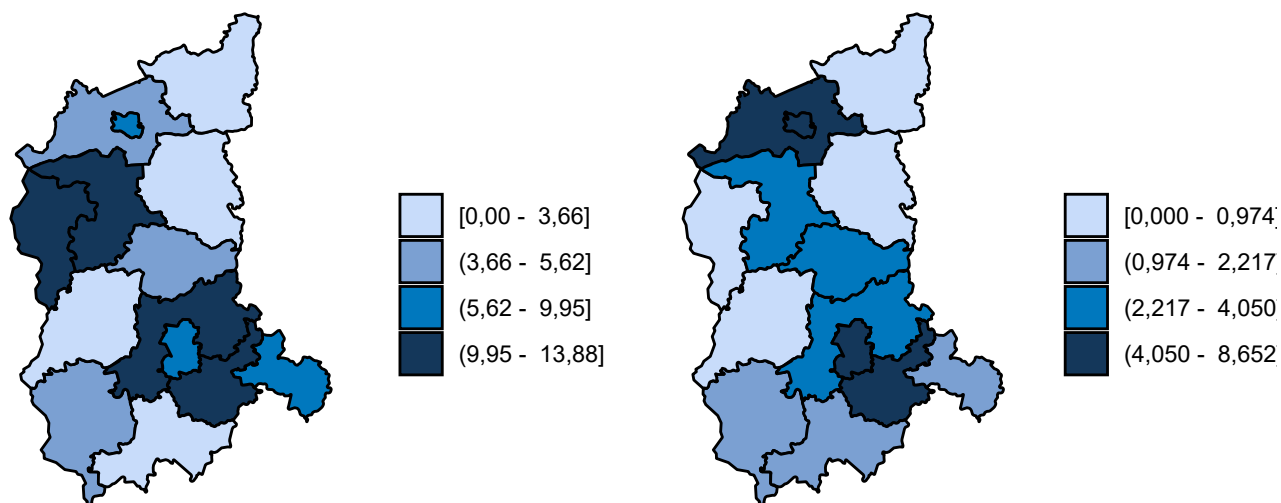 [0,00 - 3,66]
(3,66 - 5,62]
(5,62 - 9,95]
(9,95 - 13,88]
[0,000 - 0,974]
(0,974 - 2,217]
(2,217 - 4,050]
(4,050 - 8,652]